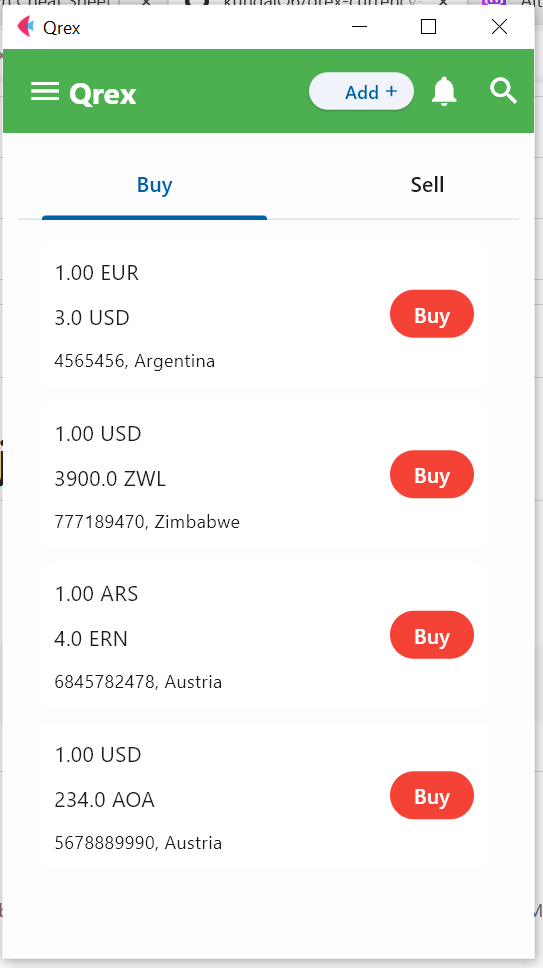 Qrex
Qrex
Add +
Buy
Sell
1.00 EUR
3.0 USD
4565456, Argentina
Buy
1.00 USD
3900.0 ZWL
777189470, Zimbabwe
Buy
1.00 ARS
4.0 ERN
6845782478, Austria
Buy
1.00 USD
234.0 AOA
5678889990, Austria
Buy